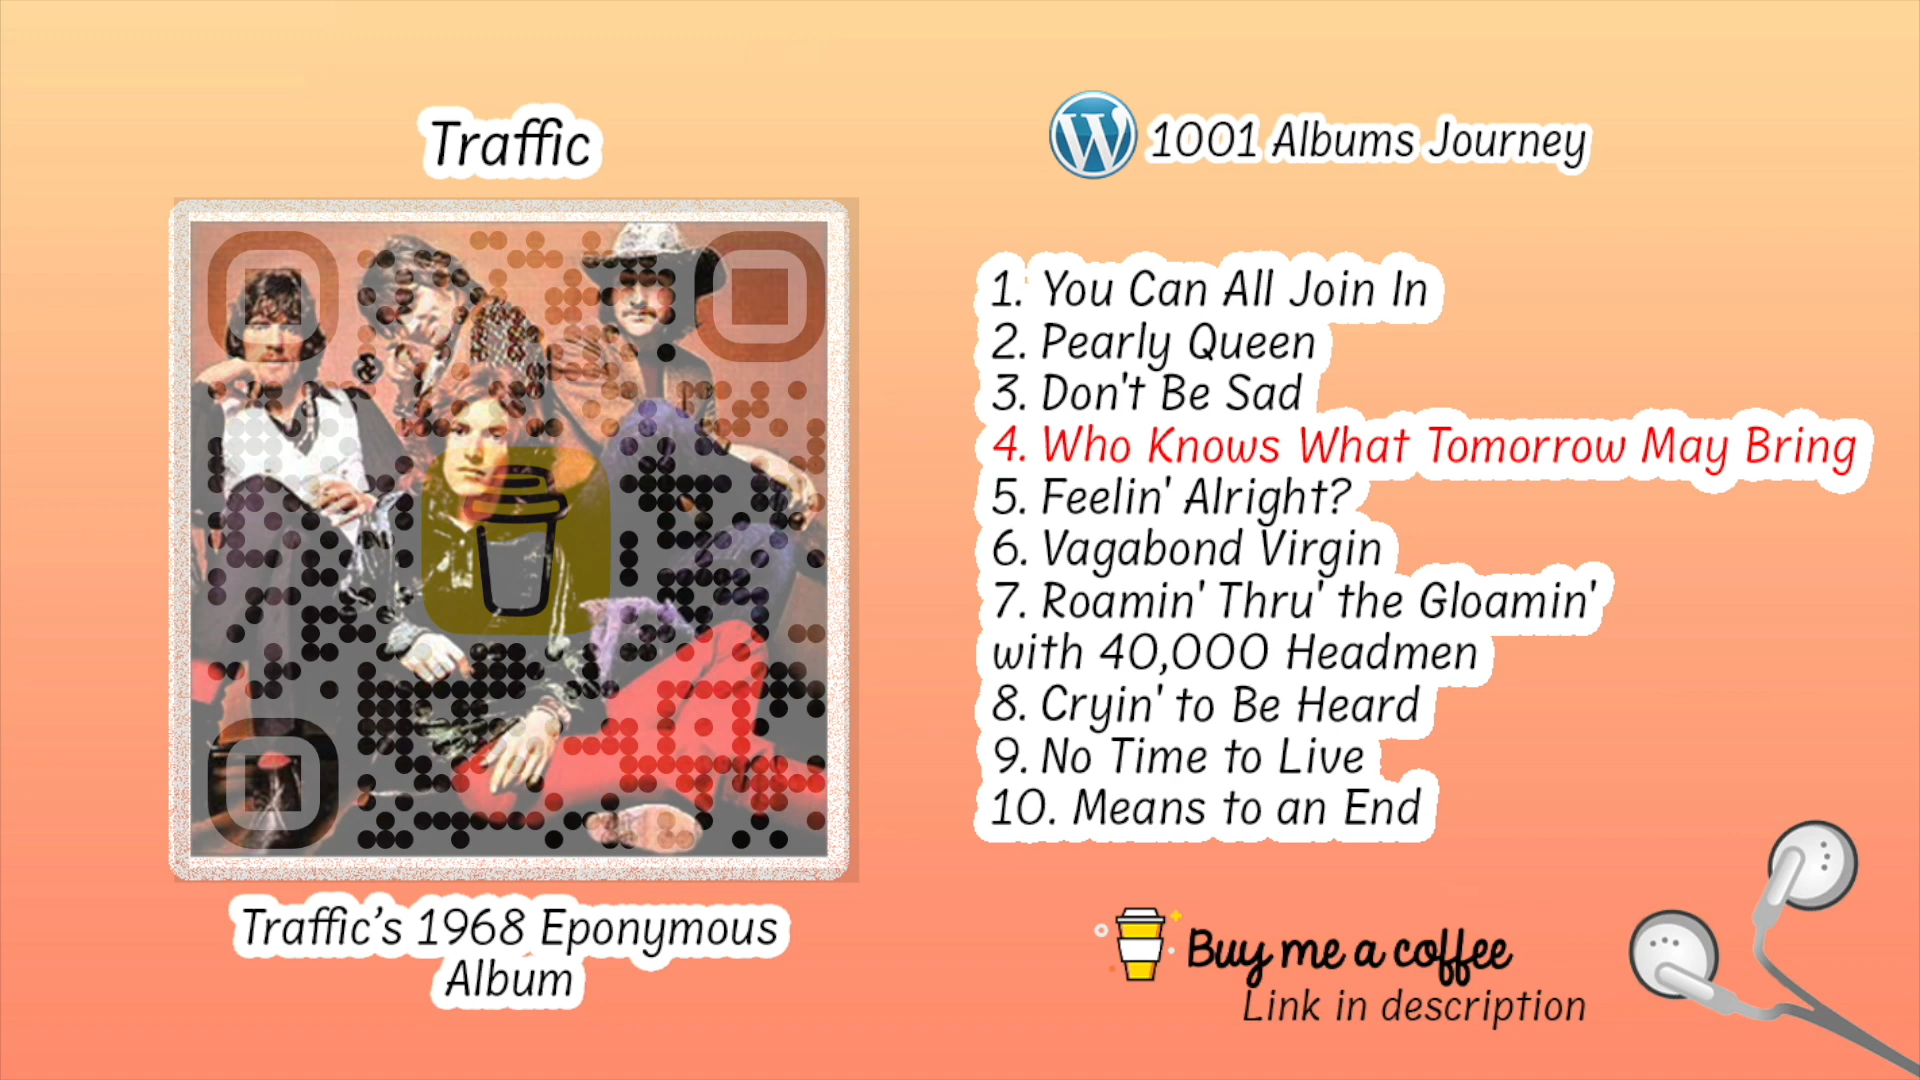 Traffic
1001 Albums Journey
1. You Can All Join In
2. Pearly Queen
3. Don't Be Sad
4. Who Knows What Tomorrow May Bring
5. Feelin' Alright?
6. Vagabond Virgin
7. Roamin' Thru' the Gloamin'
with 40,000 Headmen
8. Cryin' to Be Heard
9. No Time to Live
10. Means to an End
Traffic’s 1968 Eponymous
Album
Buy me a coffee
Link in description